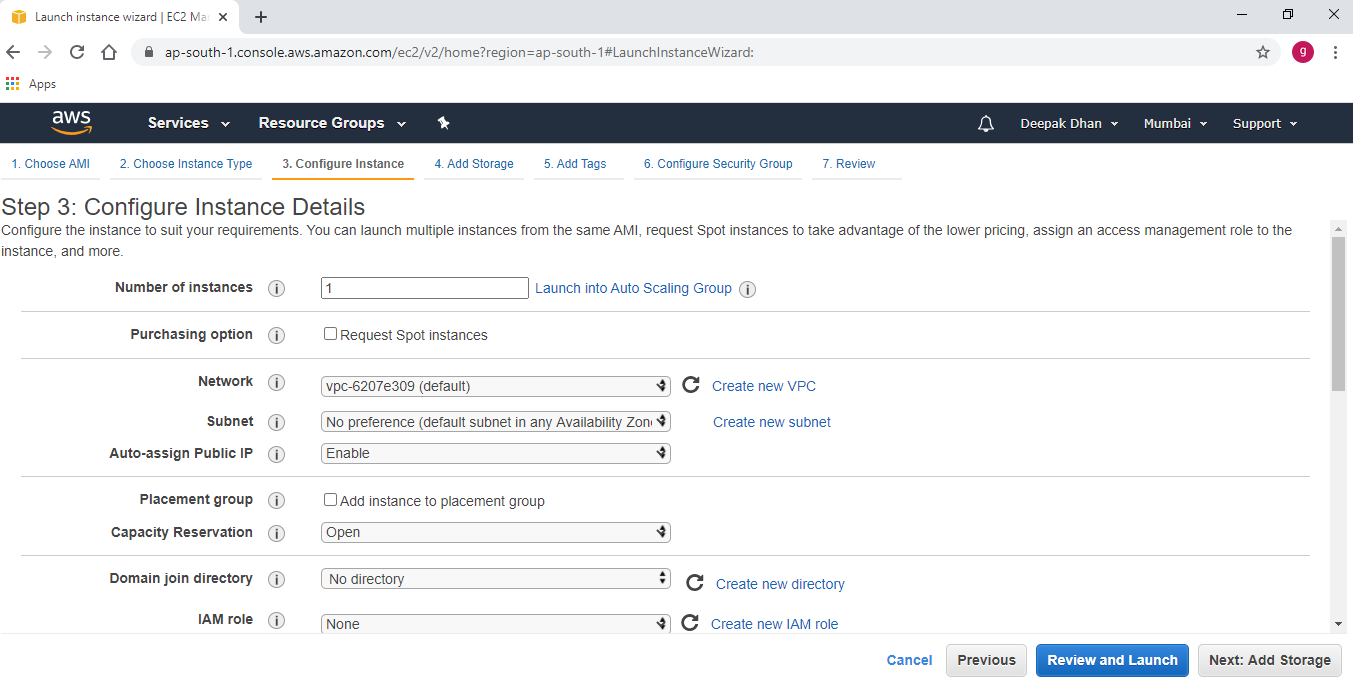 Launch instance wizard | EC2 Ma
ap-south-1.console.aws.amazon.com/ec2/v2/home?region=ap-south-1#LaunchInstanceWizard:
g
Apps
aws Services Resource Groups Deepak Dhan Mumbai Support
1. Choose AMI 2. Choose Instance Type 3. Configure Instance 4. Add Storage 5. Add Tags 6. Configure Security Group 7. Review
Step 3: Configure Instance Details
Configure the instance to suit your requirements. You can launch multiple instances from the same AMI, request Spot instances to take advantage of the lower pricing, assign an access management role to the
instance, and more.
Number of instances i 1 Launch into Auto Scaling Group i
Purchasing option i Request Spot instances
Network i vpc-6207e309 (default) Create new VPC
Subnet i No preference (default subnet in any Availability Zon Create new subnet
Auto-assign Public IP i Enable
Placement group i Add instance to placement group
Capacity Reservation i Open
Domain join directory i No directory Create new directory
IAM role i None Create new IAM role
Cancel Previous Review and Launch Next: Add Storage